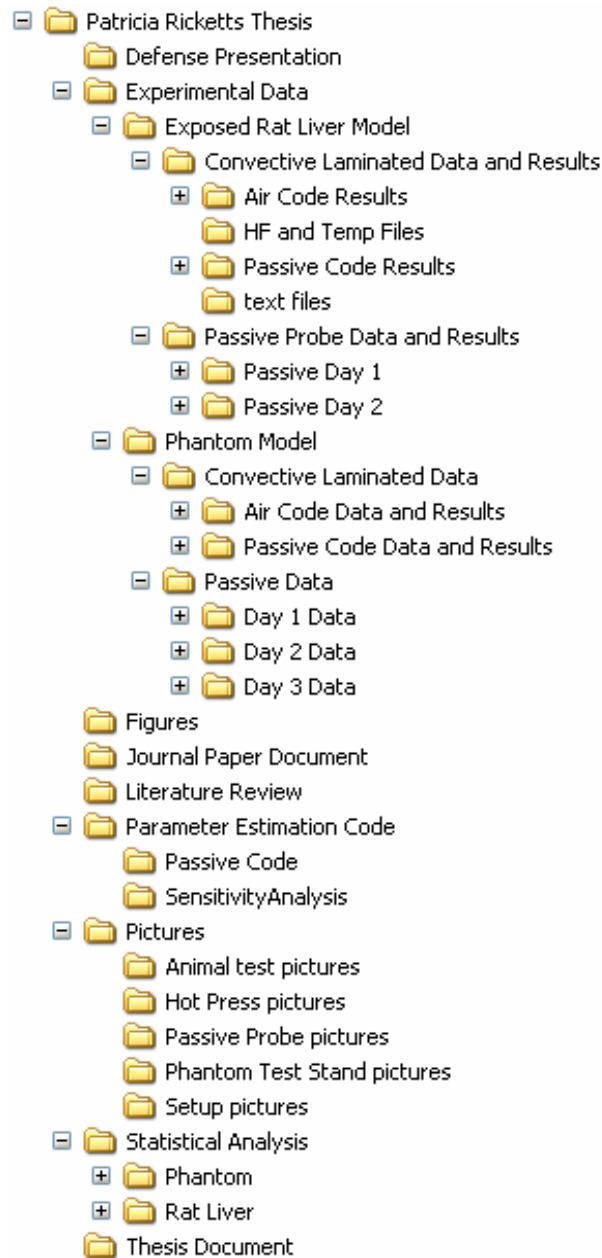 Patricia Ricketts Thesis
Defense Presentation
Experimental Data
Exposed Rat Liver Model
Convective Laminated Data and Results
Air Code Results
HF and Temp Files
Passive Code Results
text files
Passive Probe Data and Results
Passive Day 1
Passive Day 2
Phantom Model
Convective Laminated Data
Air Code Data and Results
Passive Code Data and Results
Passive Data
Day 1 Data
Day 2 Data
Day 3 Data
Figures
Journal Paper Document
Literature Review
Parameter Estimation Code
Passive Code
SensitivityAnalysis
Pictures
Animal test pictures
Hot Press pictures
Passive Probe pictures
Phantom Test Stand pictures
Setup pictures
Statistical Analysis
Phantom
Rat Liver
Thesis Document